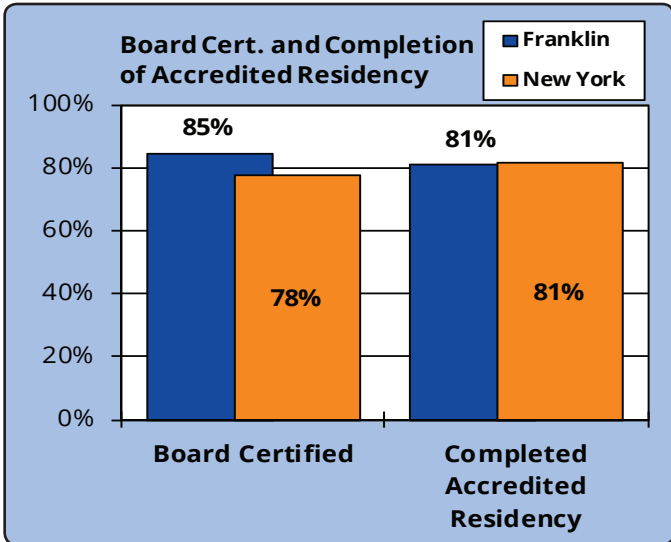 Board Cert. and Completion
of Accredited Residency
Franklin
New York
100%
80%
60%
40%
20%
0%
85%
78%
81%
81%
Board Certified
Completed
Accredited
Residency